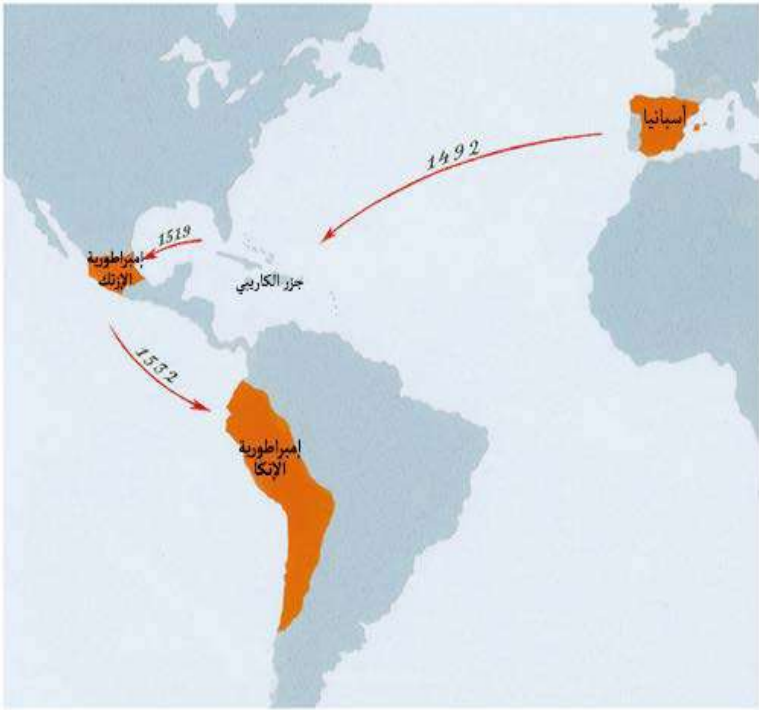 أسبانيا
1492
1519
إمبراطورية
الإزتك
جزر الكاريبي
1532
إمبراطورية
الإنكا